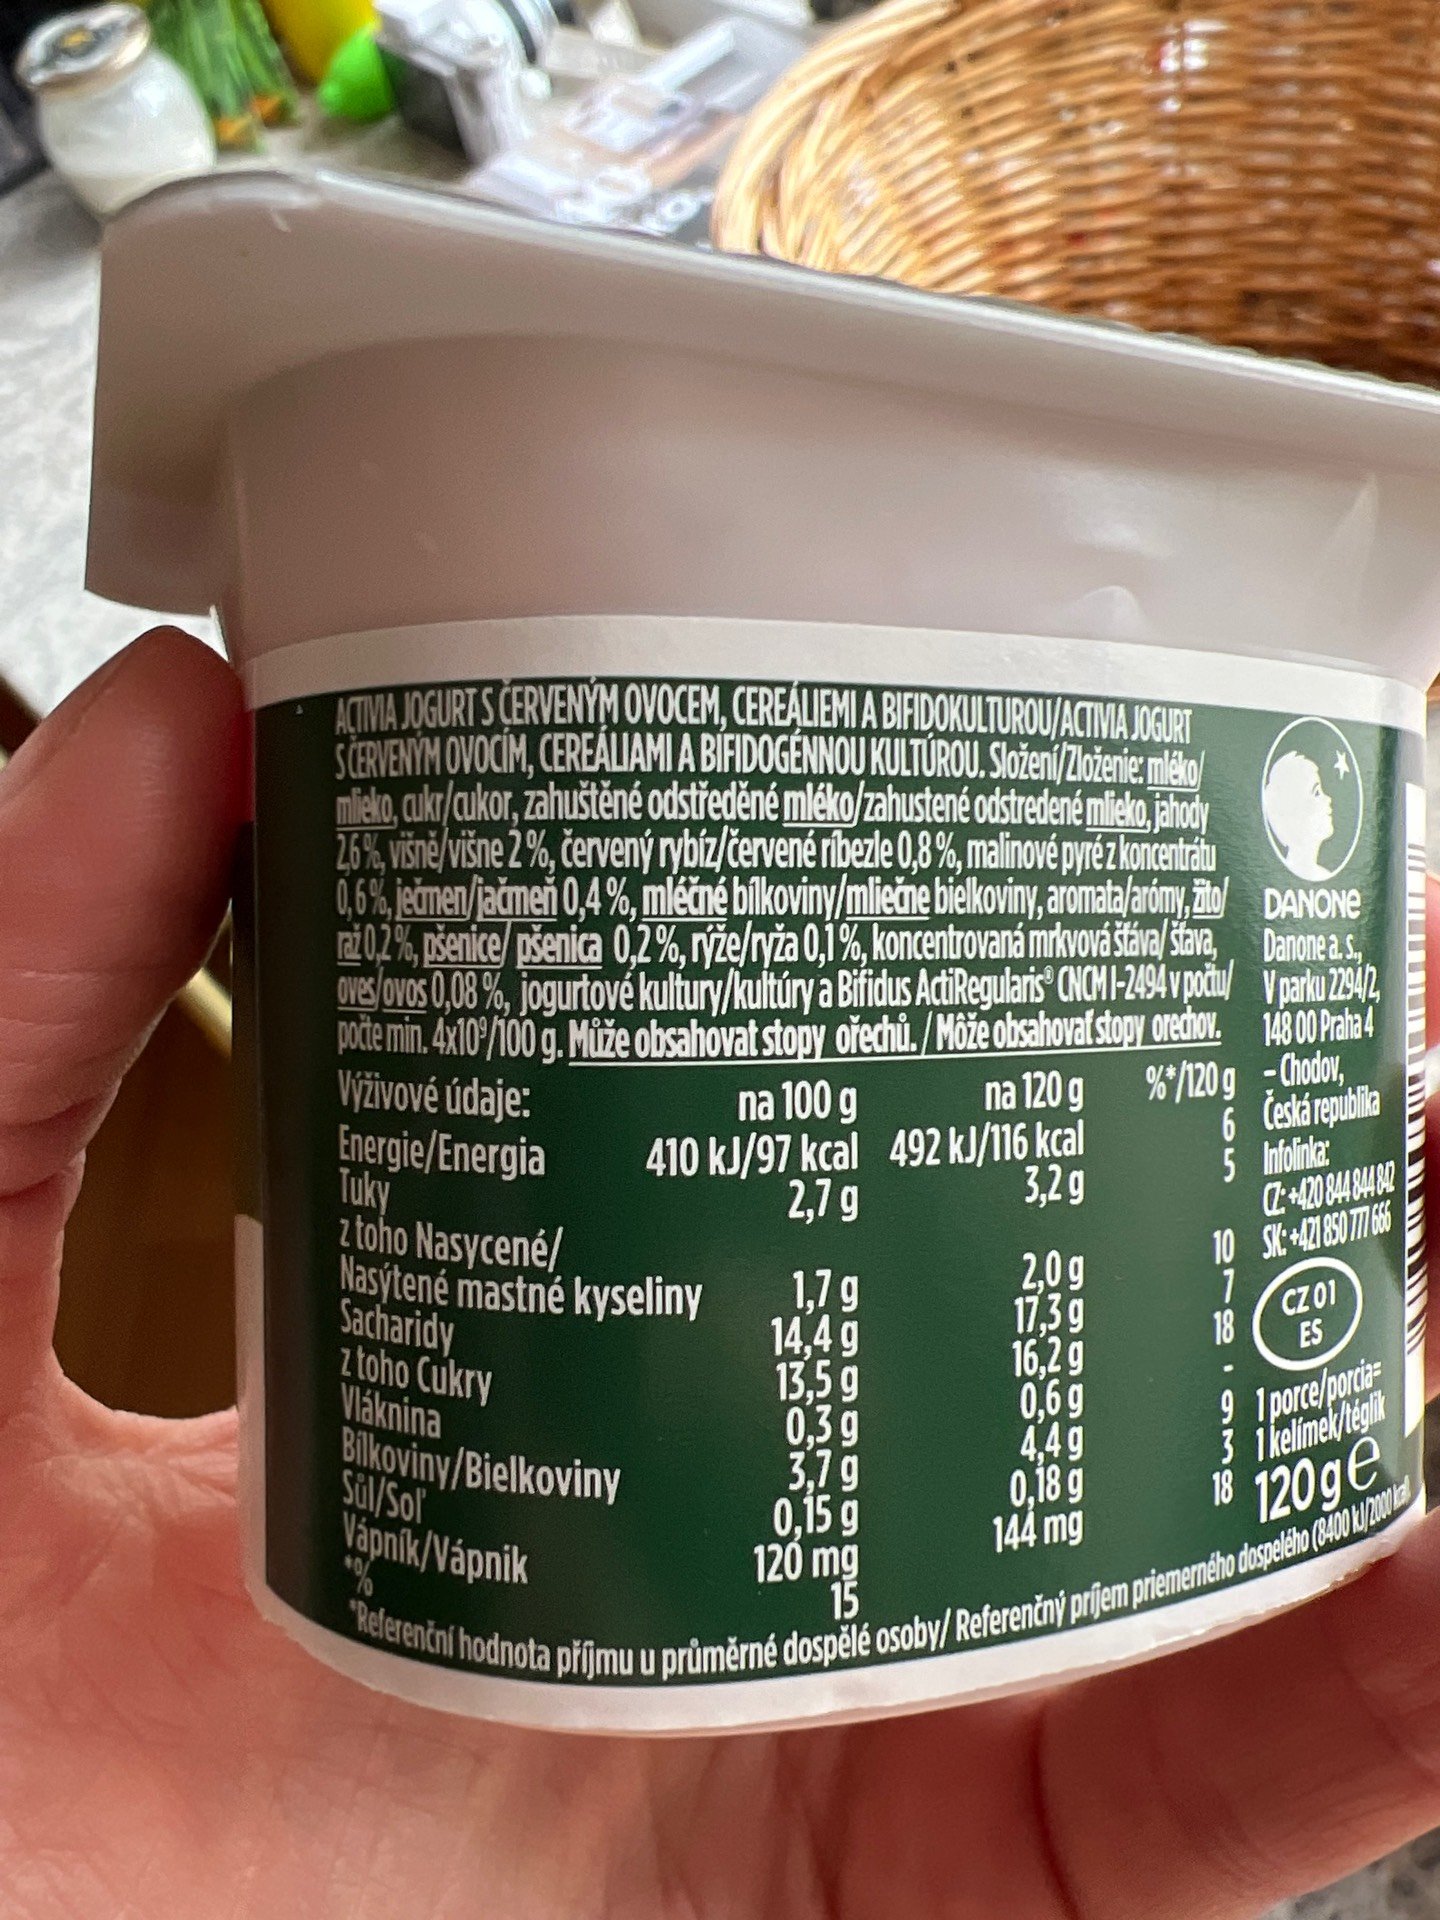 ACTIVIA JOGURT S ČERVENÝM OVOCEM, CEREÁLIEMI A BIFIDOKULTUROU/ACTIVIA JOGURT
S ČERVENÝM OVOCÍM, CEREÁLIAMI A BIFIDOGÉNNOU KULTÚROU. Složení/Zloženie: mléko/
mlieko, cukr/cukor, zahuštěné odstředěné mléko/zahustené odstredené mlieko, jahody
2,6 %, višně/višne 2 %, červený rybíz/červené ríbezle 0,8 %, malinové pyré z koncentrátu
0,6 %, ječmen/jačmeň 0,4 %, mléčné bílkoviny/mliečne bielkoviny, aromata/arómy, žito/
raž 0,2 %, pšenice/ pšenica 0,2 %, rýže/ryža 0,1 %, koncentrovaná mrkvová šťáva/ šťava,
oves/ovos 0,08 %, jogurtové kultury/kultúry a Bifidus ActiRegularis® CNCM I-2494 v počtu/
počte min. 4x10⁹/100 g. Může obsahovat stopy ořechů. / Môže obsahovať stopy orechov.
Výživové údaje: na 100 g na 120 g %*/120 g
Energie/Energia 410 kJ/97 kcal 492 kJ/116 kcal 6
Tuky 2,7 g 3,2 g 5
z toho Nasycené/
Nasýtené mastné kyseliny 1,7 g 2,0 g 10
Sacharidy 14,4 g 17,3 g 7
z toho Cukry 13,5 g 16,2 g 18
Vláknina 0,3 g 0,6 g -
Bílkoviny/Bielkoviny 3,7 g 4,4 g 9
Sůl/Soľ 0,15 g 0,18 g 3
Vápník/Vápnik 120 mg 144 mg 18
*% 15
*Referenční hodnota příjmu u průměrné dospělé osoby/ Referenčný príjem priemerného dospelého (8400 kJ/2000 kcal)
DANONE
Danone a. s.,
V parku 2294/2,
148 00 Praha 4
- Chodov,
Česká republika
Infolinka:
CZ: +420 844 844 842
SK: +421 850 777 666
CZ 01
ES
1 porce/porcia=
1 kelímek/téglik
120 g e